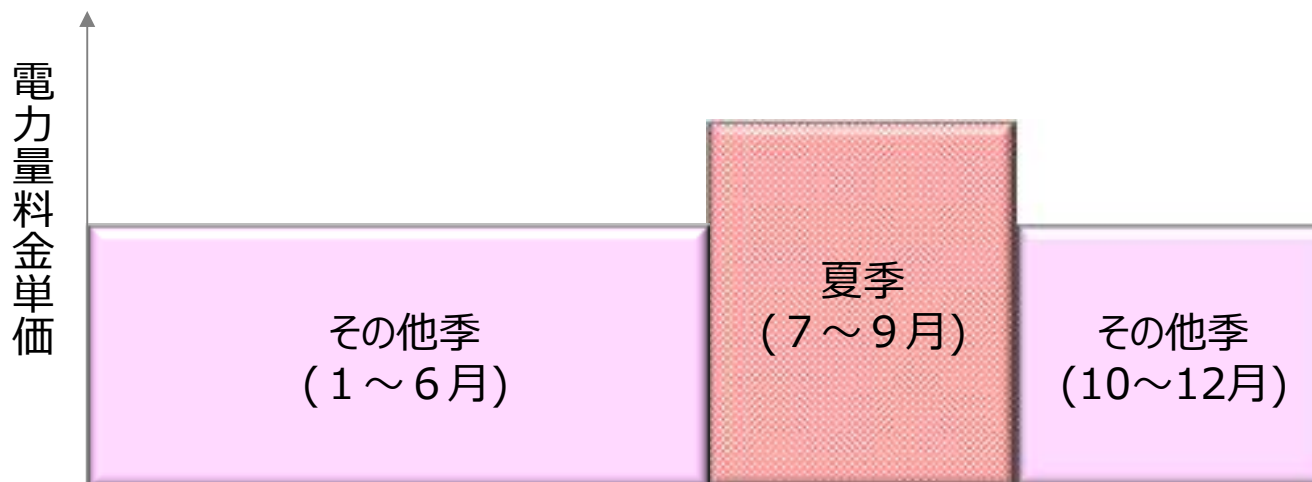 電力量料金単価
その他季
(１～６月)
夏季
(７～９月)
その他季
(10～12月)